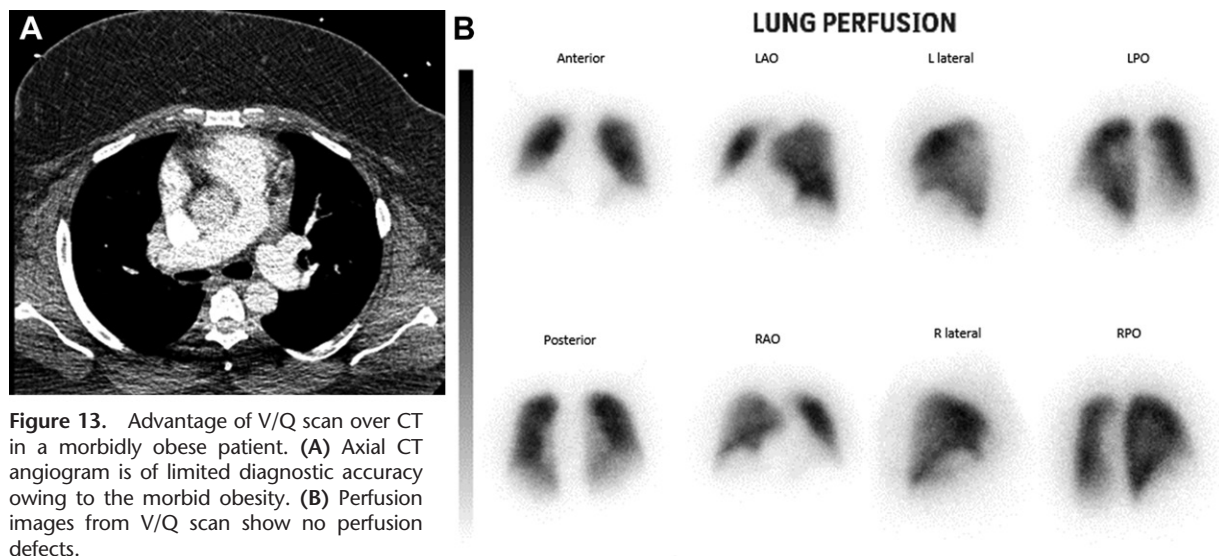 A
Figure 13. Advantage of V/Q scan over CT
in a morbidly obese patient. (A) Axial CT
angiogram is of limited diagnostic accuracy
owing to the morbid obesity. (B) Perfusion
images from V/Q scan show no perfusion
defects.
B
LUNG PERFUSION
Anterior LAO L lateral LPO
Posterior RAO R lateral RPO